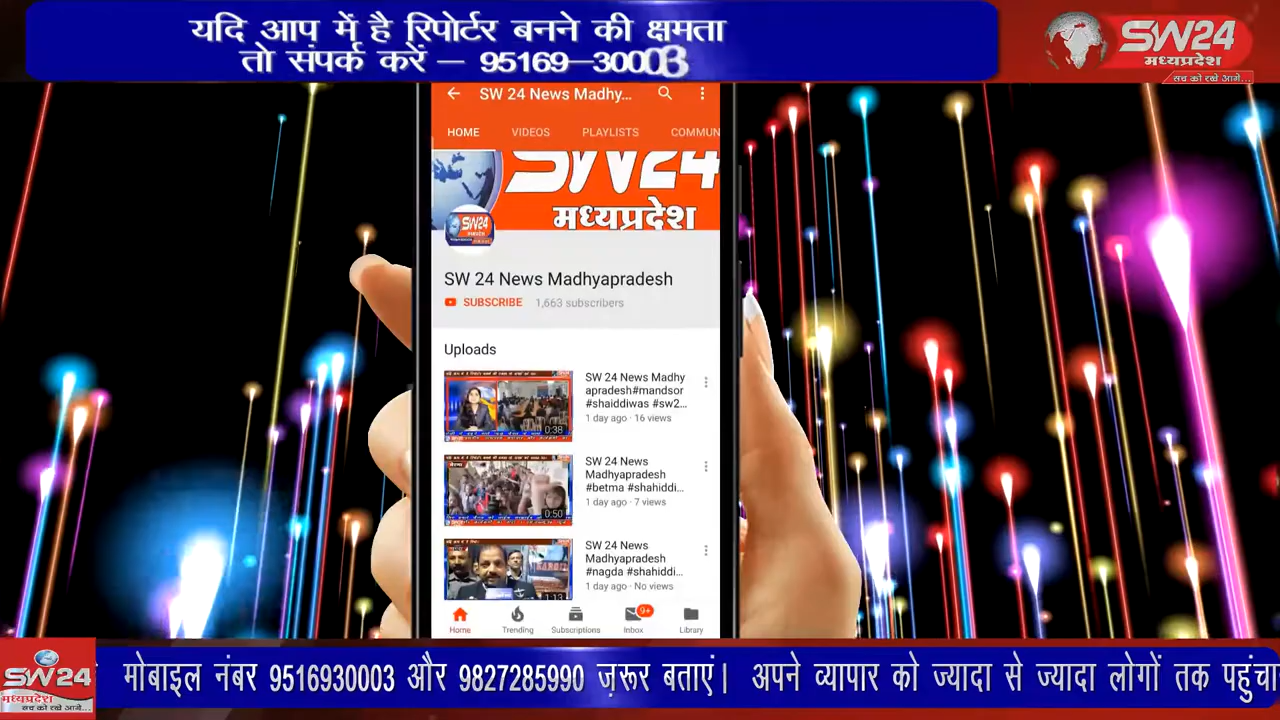 यदि आप में है रिपोर्टर बनने की क्षमता
तो संपर्क करें – 95169–30003
SW24
मध्यप्रदेश
सच को रखे आगे...
SW 24 News Madhy...
HOME VIDEOS PLAYLISTS COMMUN
SW24
मध्यप्रदेश
SW24
SW 24 News Madhyapradesh
SUBSCRIBE 1,663 subscribers
Uploads
SW 24 News Madhy
apradesh#mandsor
#shaiddiwas #sw2...
1 day ago · 16 views
0:38
SW 24 News
Madhyapradesh
#betma #shahiddi...
1 day ago · 7 views
0:50
SW 24 News
Madhyapradesh
#nagda #shahiddi...
1 day ago · No views
1:13
9+
Home Trending Subscriptions Inbox Library
SW24
मध्यप्रदेश
सच को रखे आगे...
मोबाइल नंबर 9516930003 और 9827285990 ज़रूर बताएं| अपने व्यापार को ज्यादा से ज्यादा लोगों तक पहुंचा